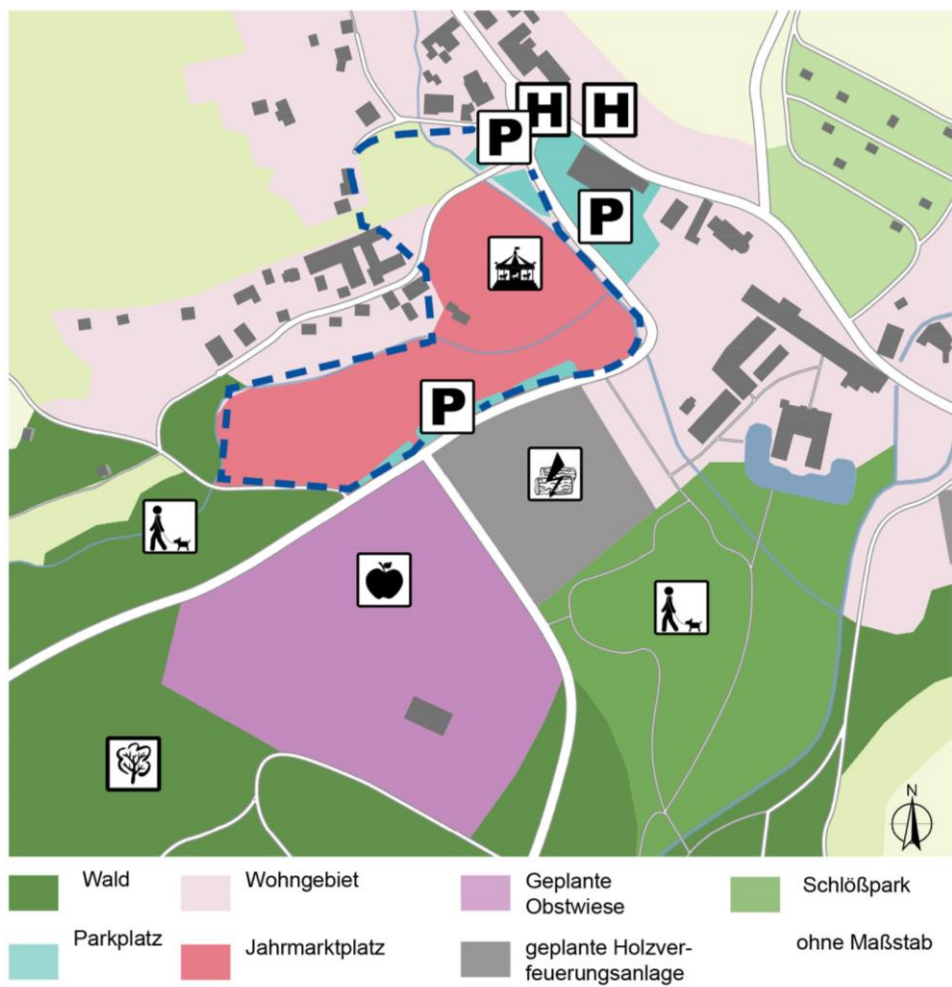 P
H
H
P
P
N
Wald
Wohngebiet
Geplante
Obstwiese
Schlößpark
Parkplatz
Jahrmarktplatz
geplante Holzver-
feuerungsanlage
ohne Maßstab